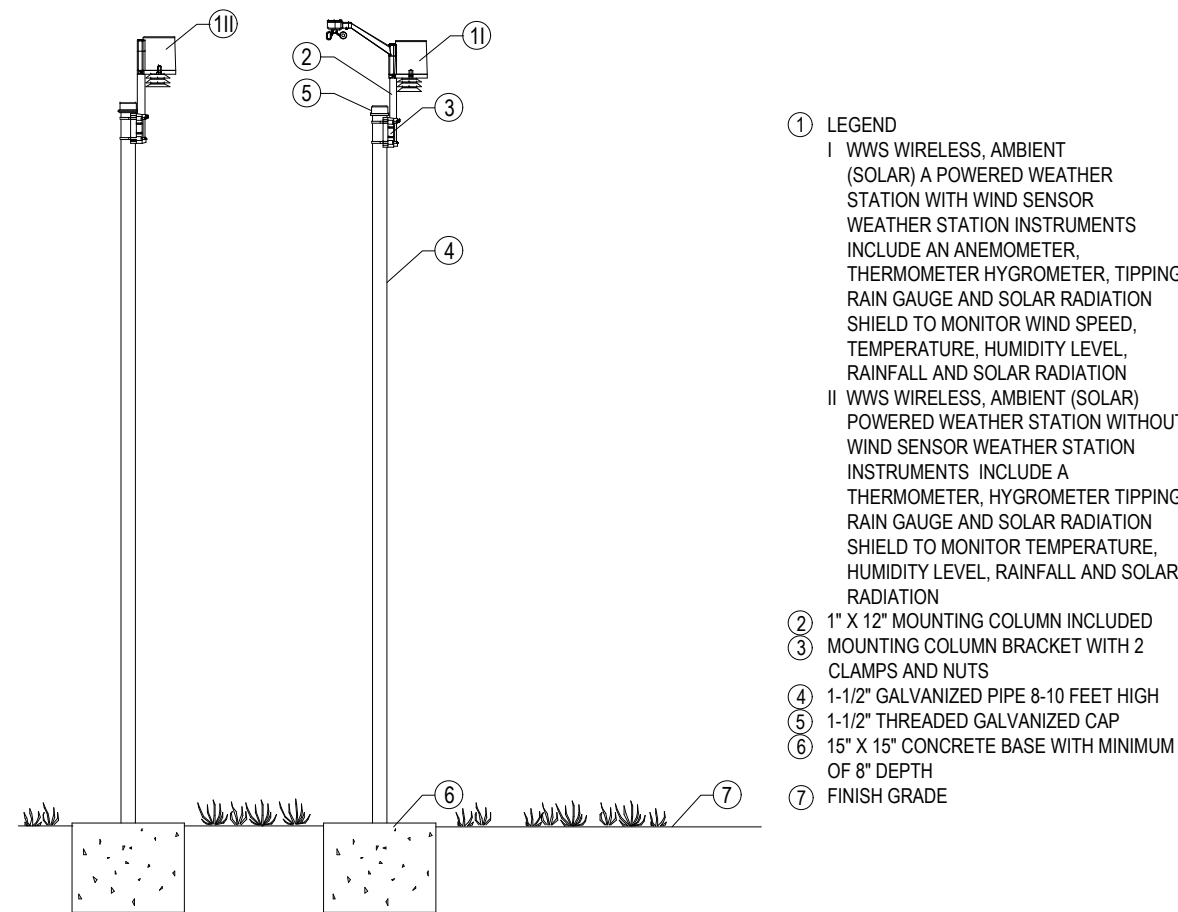 1II
1I
2
5
3
4
6
7
1 LEGEND
I WWS WIRELESS, AMBIENT
(SOLAR) A POWERED WEATHER
STATION WITH WIND SENSOR
WEATHER STATION INSTRUMENTS
INCLUDE AN ANEMOMETER,
THERMOMETER HYGROMETER, TIPPING
RAIN GAUGE AND SOLAR RADIATION
SHIELD TO MONITOR WIND SPEED,
TEMPERATURE, HUMIDITY LEVEL,
RAINFALL AND SOLAR RADIATION
II WWS WIRELESS, AMBIENT (SOLAR)
POWERED WEATHER STATION WITHOUT
WIND SENSOR WEATHER STATION
INSTRUMENTS INCLUDE A
THERMOMETER, HYGROMETER TIPPING
RAIN GAUGE AND SOLAR RADIATION
SHIELD TO MONITOR TEMPERATURE,
HUMIDITY LEVEL, RAINFALL AND SOLAR
RADIATION
2 1" X 12" MOUNTING COLUMN INCLUDED
3 MOUNTING COLUMN BRACKET WITH 2
CLAMPS AND NUTS
4 1-1/2" GALVANIZED PIPE 8-10 FEET HIGH
5 1-1/2" THREADED GALVANIZED CAP
6 15" X 15" CONCRETE BASE WITH MINIMUM
OF 8" DEPTH
7 FINISH GRADE